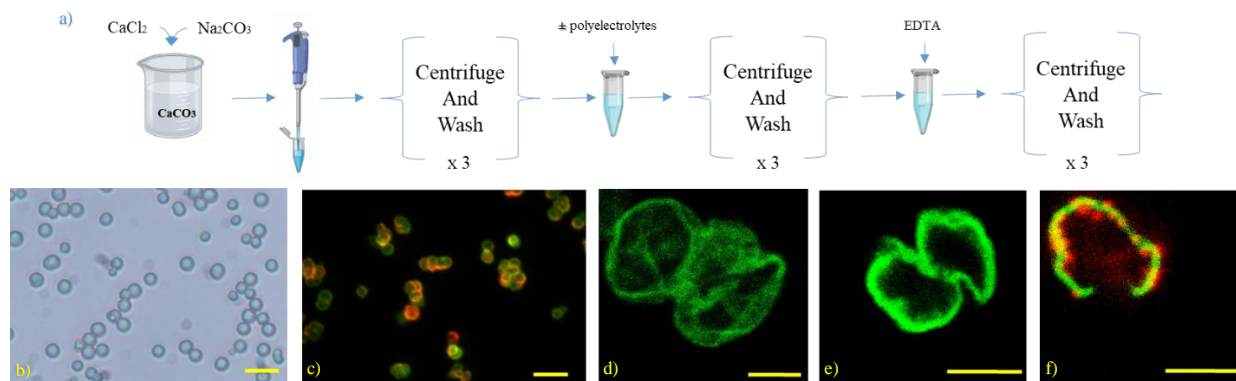 a)
CaCl₂ Na₂CO₃
± polyelectrolytes
EDTA
CaCO₃
Centrifuge
And
Wash
x 3
Centrifuge
And
Wash
x 3
Centrifuge
And
Wash
x 3
b)
c)
d)
e)
f)